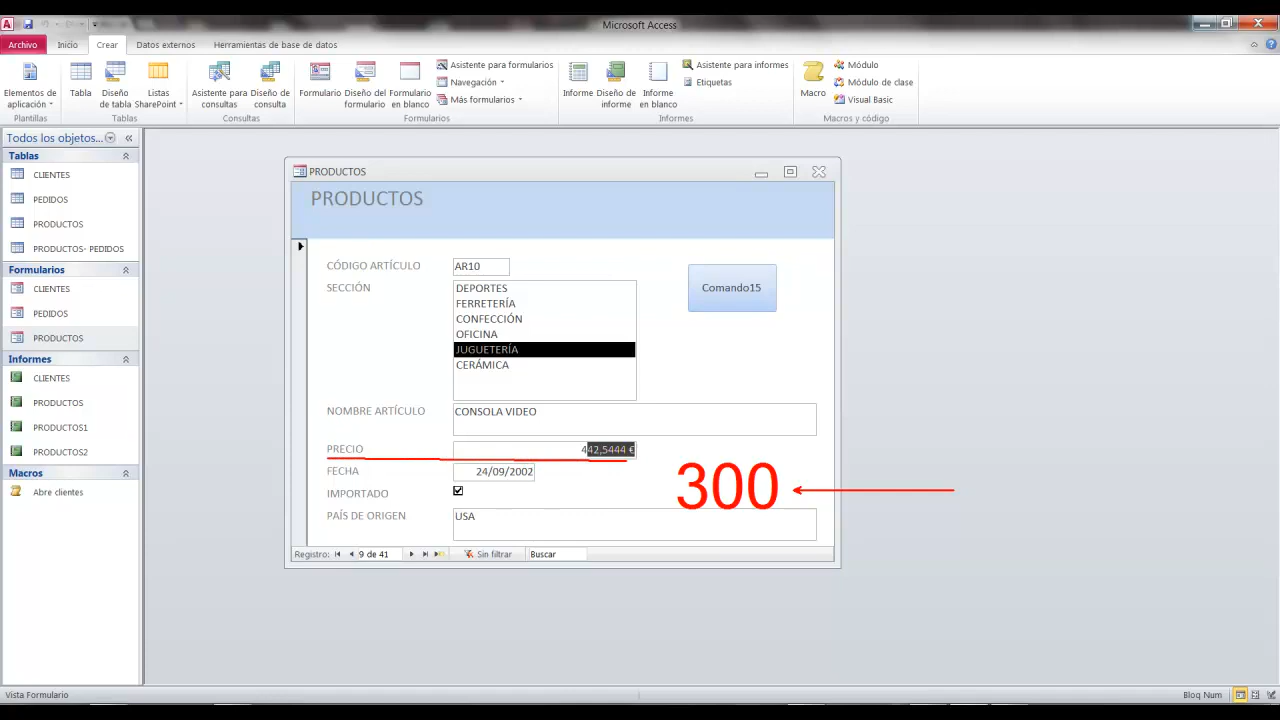 Microsoft Access
Archivo Inicio Crear Datos externos Herramientas de base de datos
Elementos de aplicación
Tabla
Diseño de tabla
Listas SharePoint
Asistente para consultas
Diseño de consulta
Formulario
Diseño del formulario
Formulario en blanco
Asistente para formularios
Navegación
Más formularios
Informe
Diseño de informe
Informe en blanco
Asistente para informes
Etiquetas
Macro
Módulo
Módulo de clase
Visual Basic
Plantillas Tablas Consultas Formularios Informes Macros y código
Todos los objetos...
Tablas
CLIENTES
PEDIDOS
PRODUCTOS
PRODUCTOS- PEDIDOS
Formularios
CLIENTES
PEDIDOS
PRODUCTOS
Informes
CLIENTES
PRODUCTOS
PRODUCTOS1
PRODUCTOS2
Macros
Abre clientes
PRODUCTOS
PRODUCTOS
CÓDIGO ARTÍCULO AR10
Comando15
SECCIÓN
DEPORTES
FERRETERÍA
CONFECCIÓN
OFICINA
JUGUETERÍA
CERÁMICA
NOMBRE ARTÍCULO CONSOLA VIDEO
PRECIO 442,5444 €
FECHA 24/09/2002
300
IMPORTADO
PAÍS DE ORIGEN USA
Registro: 9 de 41 Sin filtrar Buscar
Vista Formulario Bloq Num